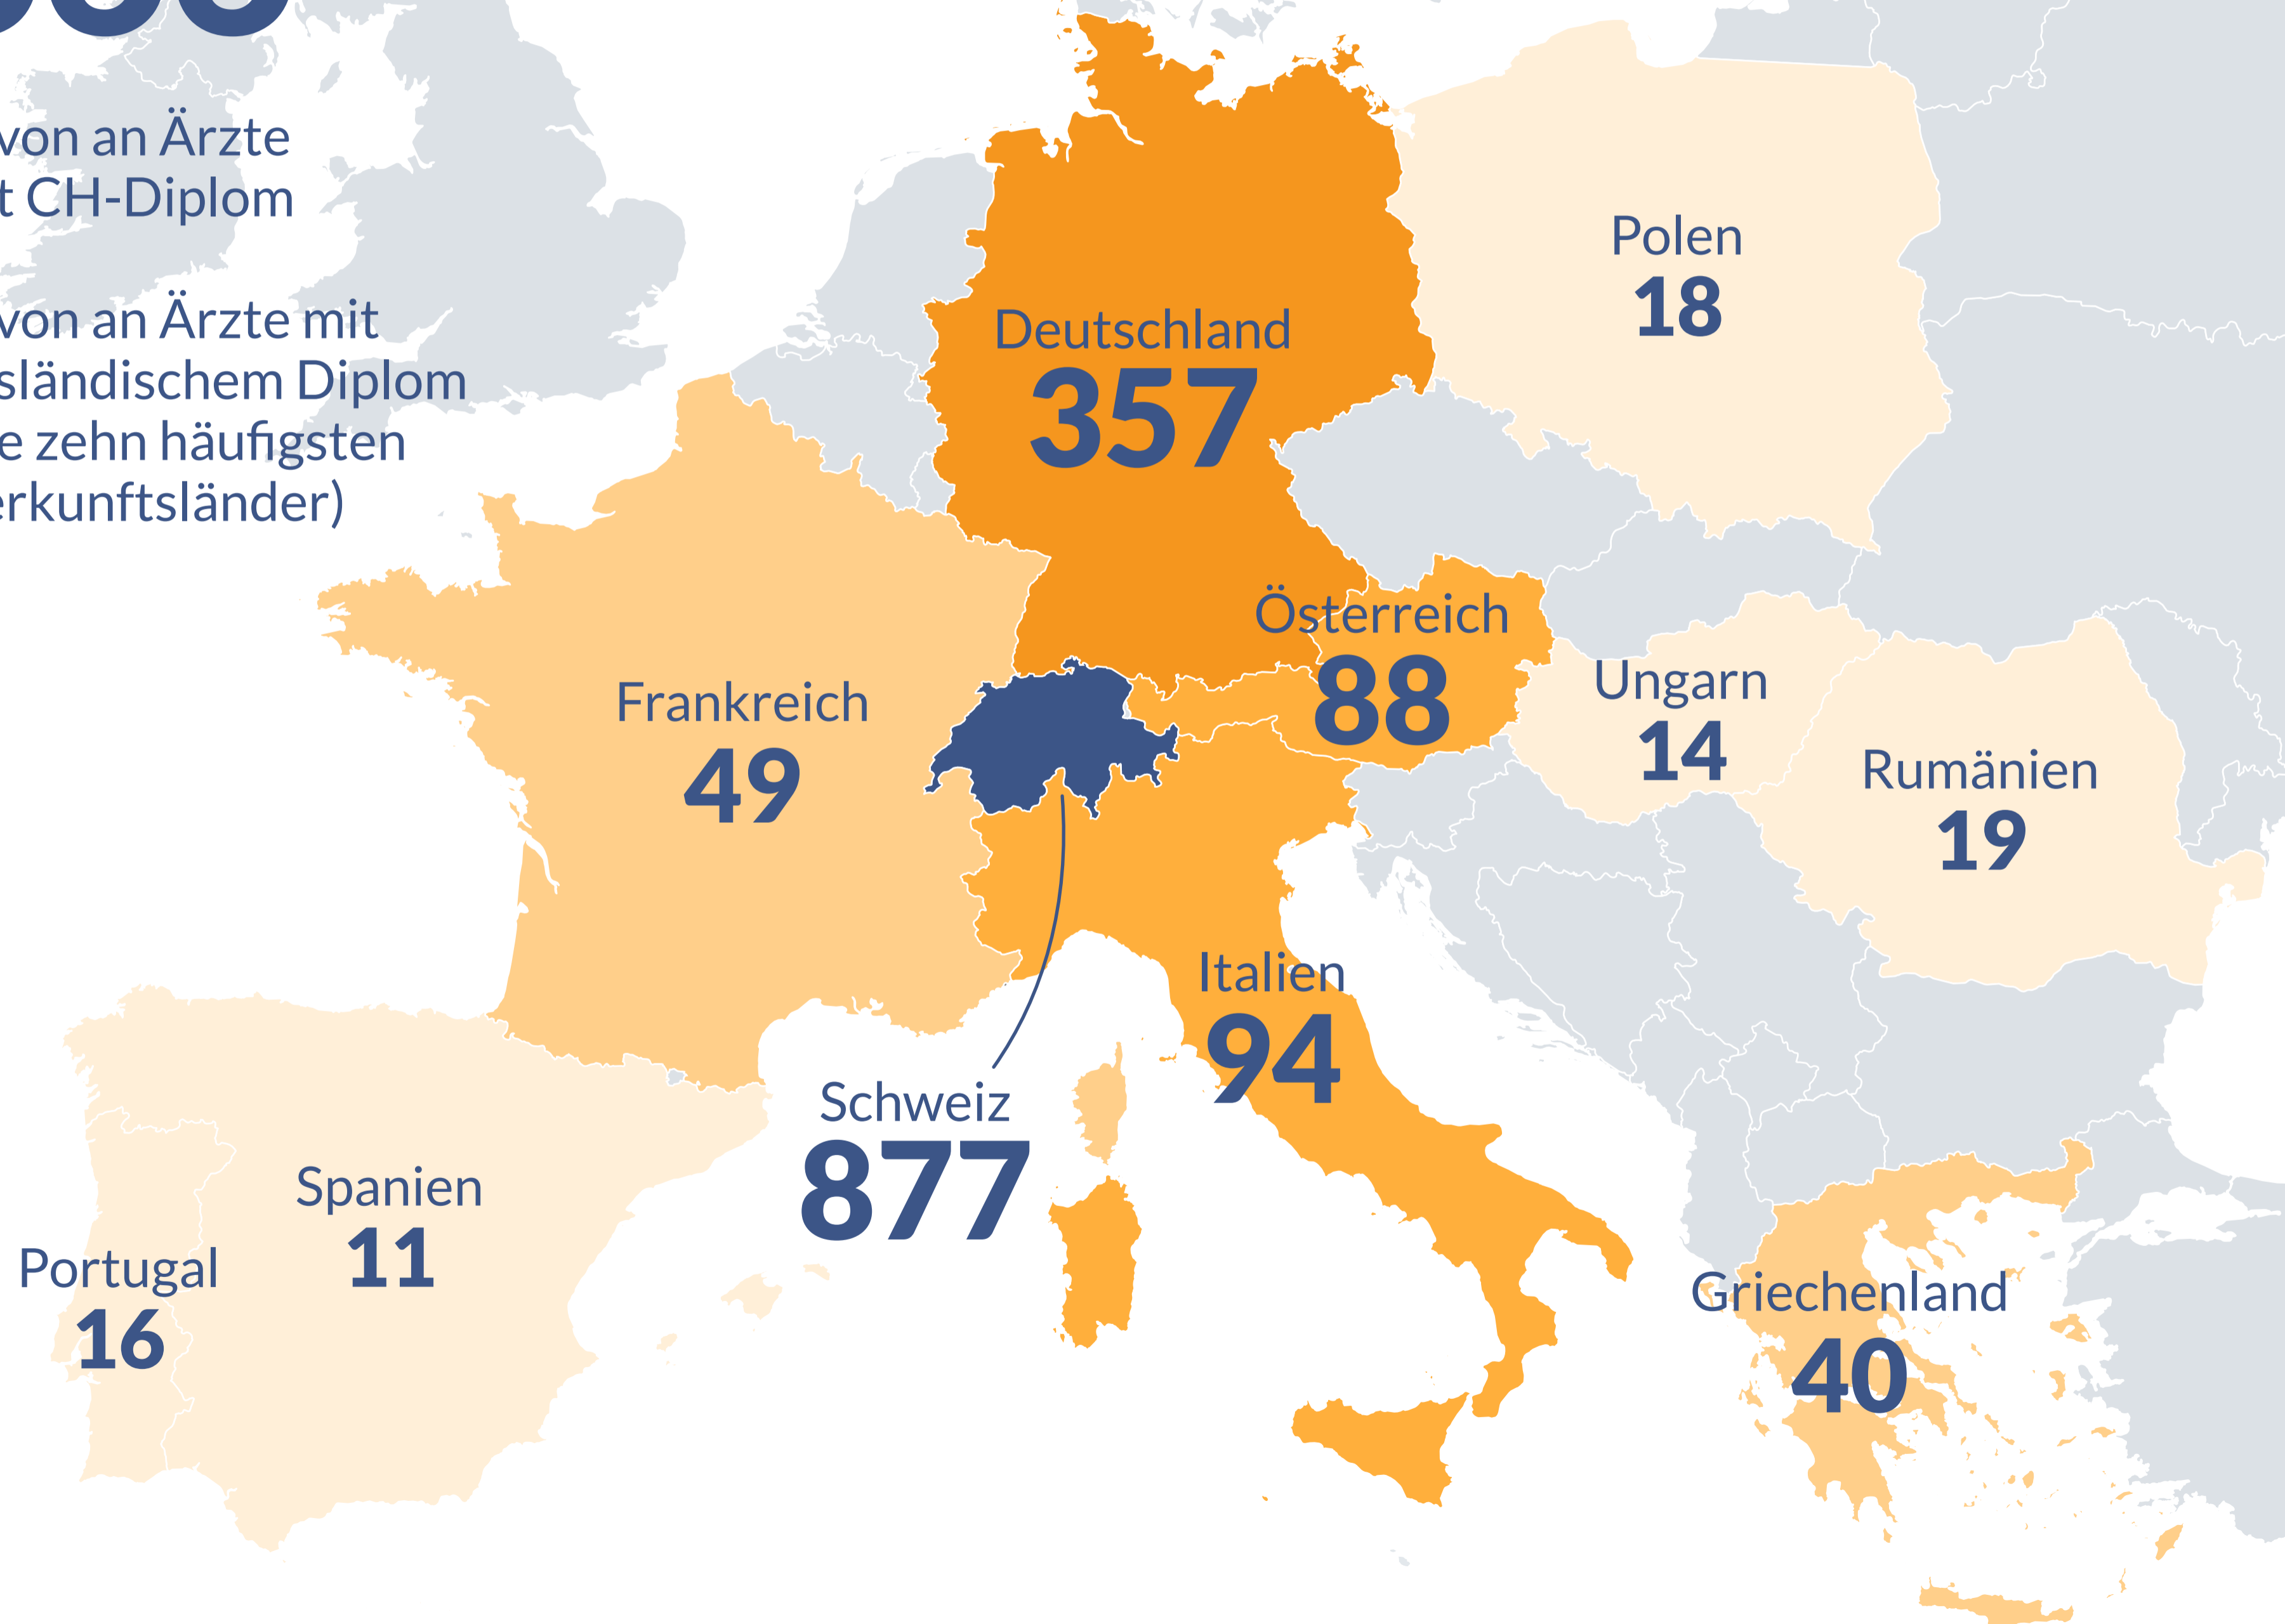 von an Ärzte
t CH-Diplom
von an Ärzte mit
sländischem Diplom
e zehn häufigsten
erkunftsländer)
Polen
18
Deutschland
357
Österreich
88
Ungarn
14
Frankreich
49
Rumänien
19
Italien
94
Schweiz
877
Spanien
11
Portugal
16
Griechenland
40